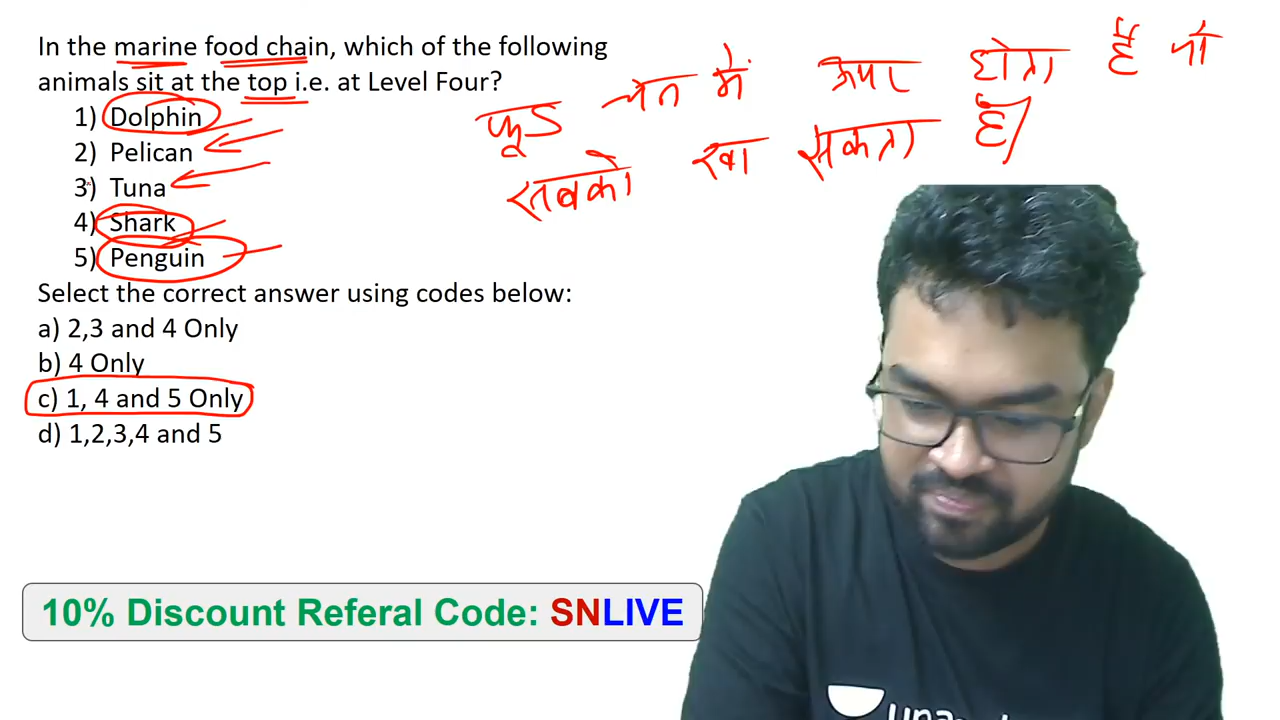 In the marine food chain, which of the following
animals sit at the top i.e. at Level Four?
1) Dolphin
2) Pelican
3) Tuna
4) Shark
5) Penguin
Select the correct answer using codes below:
a) 2,3 and 4 Only
b) 4 Only
c) 1, 4 and 5 Only
d) 1,2,3,4 and 5
फूड चेन में ऊपर होता है जो
सबको खा सकता है।
10% Discount Referal Code: SNLIVE